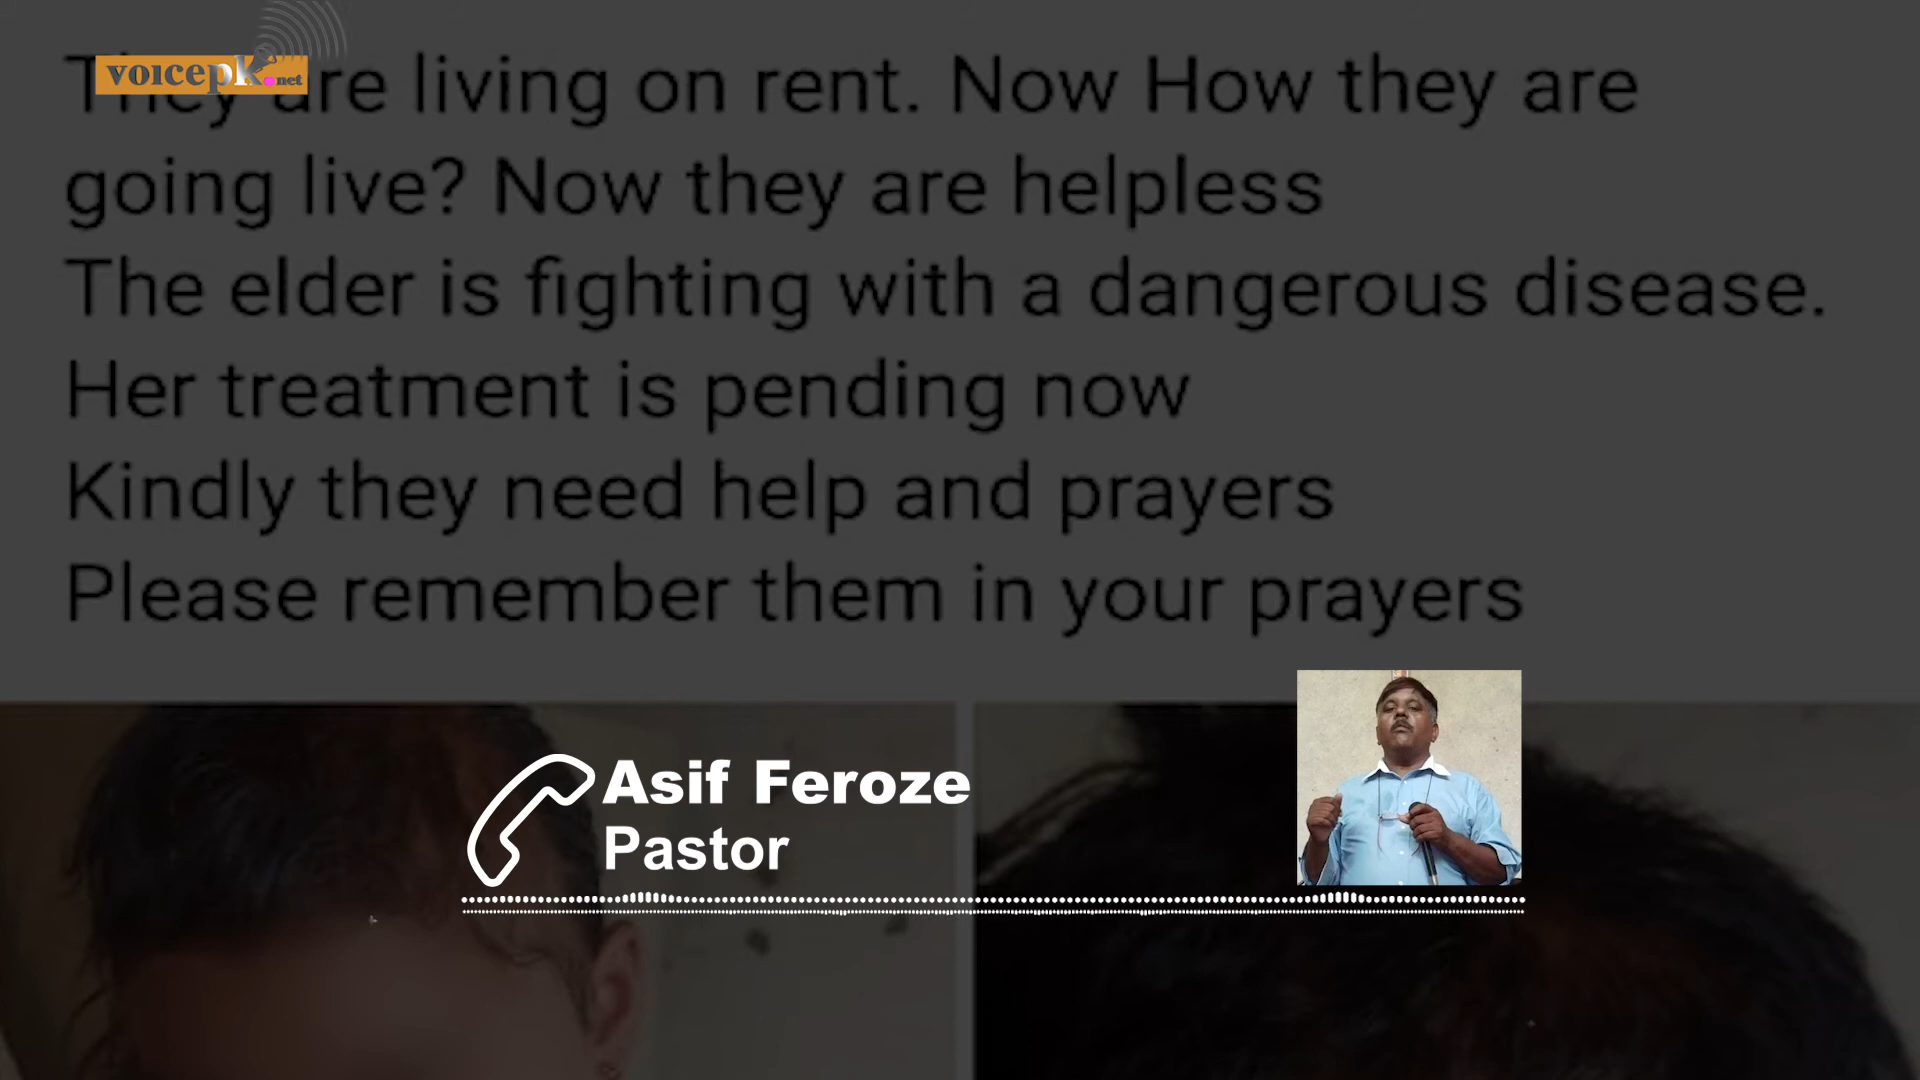 voicepk.net
They are living on rent. Now How they are
going live? Now they are helpless
The elder is fighting with a dangerous disease.
Her treatment is pending now
Kindly they need help and prayers
Please remember them in your prayers
Asif Feroze
Pastor